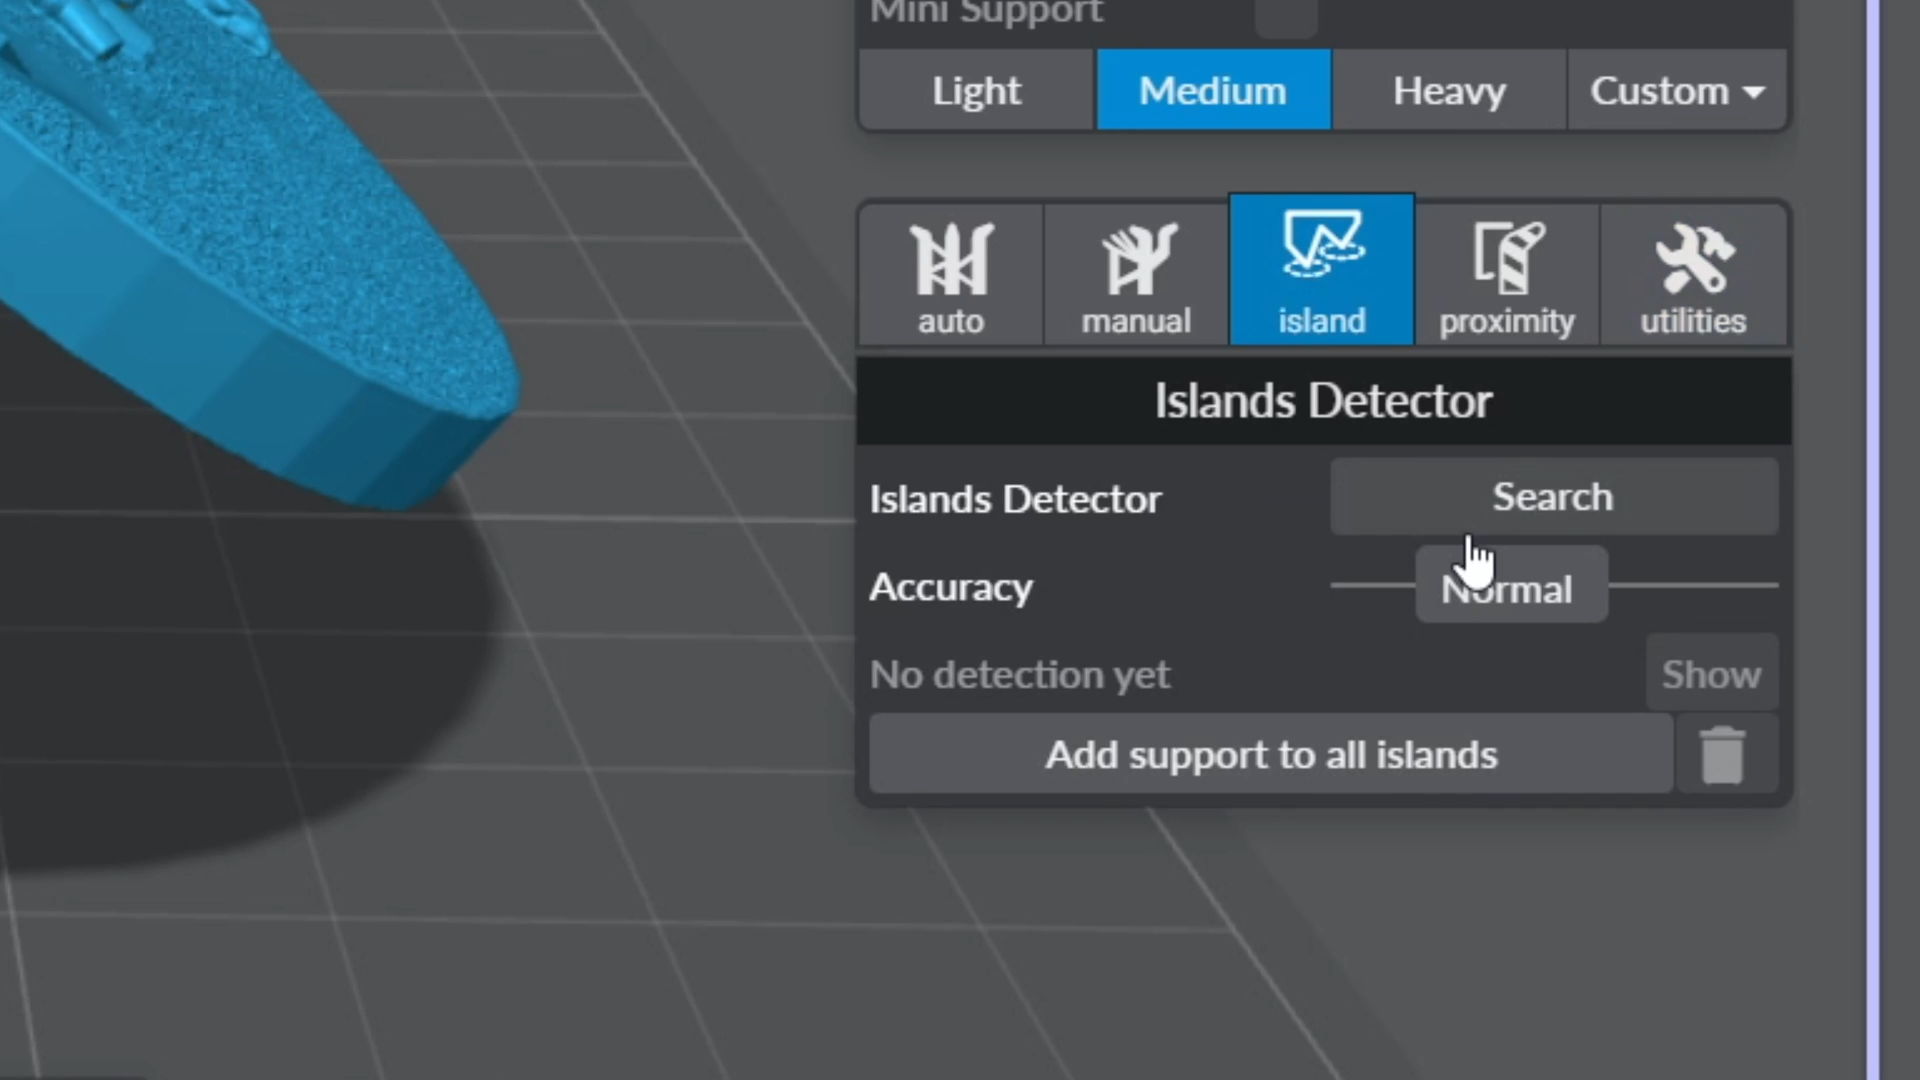 Mini Support
Light Medium Heavy Custom
auto manual island proximity utilities
Islands Detector
Islands Detector Search
Accuracy Normal
No detection yet Show
Add support to all islands